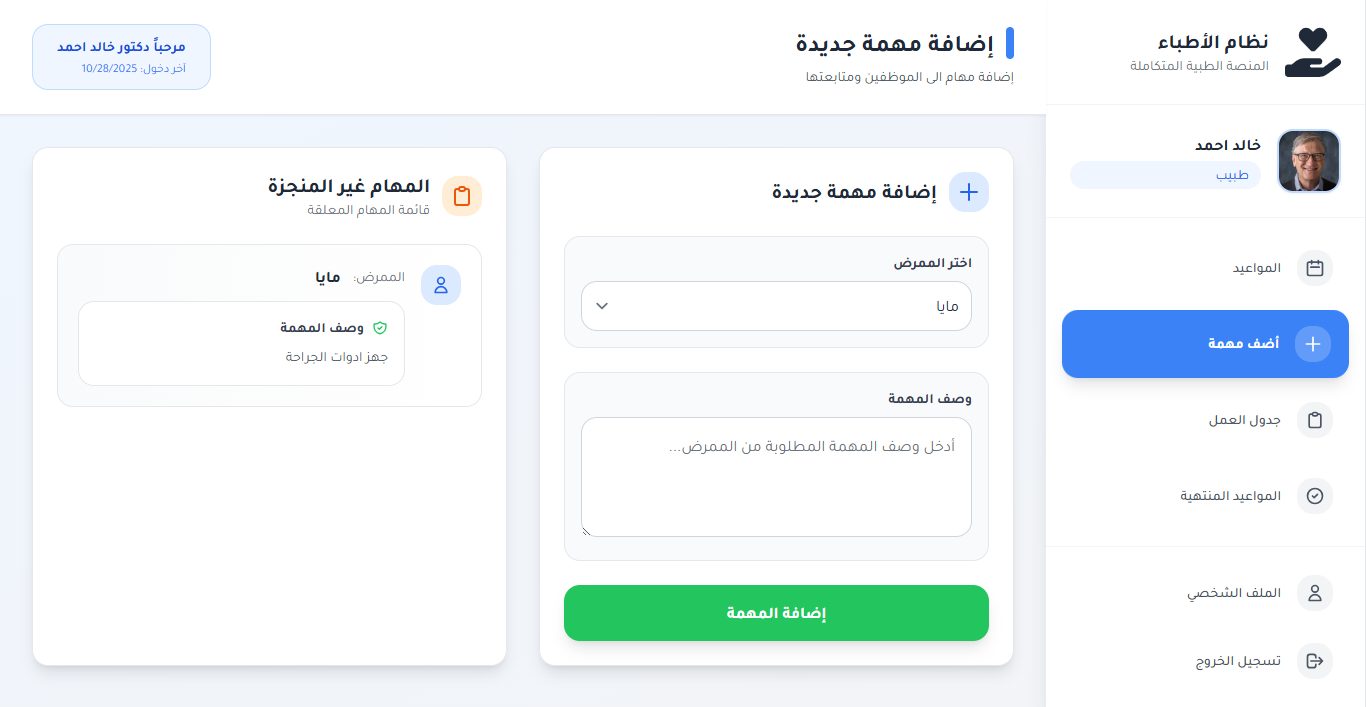 نظام الأطباء
المنصة الطبية المتكاملة
خالد احمد
طبيب
المواعيد
أضف مهمة
جدول العمل
المواعيد المنتهية
الملف الشخصي
تسجيل الخروج
إضافة مهمة جديدة
إضافة مهام الى الموظفين ومتابعتها
مرحباً دكتور خالد احمد
آخر دخول: 10/28/2025
إضافة مهمة جديدة
اختر الممرض
مايا
وصف المهمة
أدخل وصف المهمة المطلوبة من الممرض...
إضافة المهمة
المهام غير المنجزة
قائمة المهام المعلقة
الممرض: مايا
وصف المهمة
جهز ادوات الجراحة